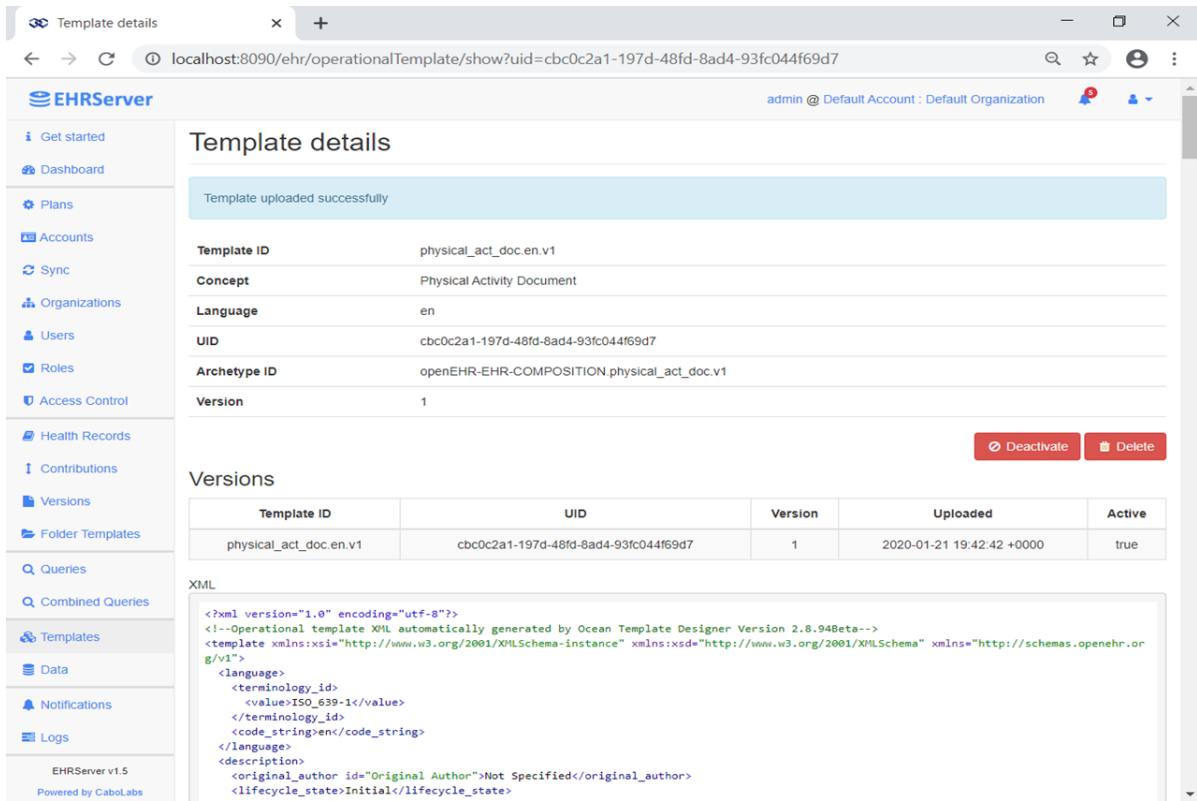 Template details
localhost:8090/ehr/operationalTemplate/show?uid=cbc0c2a1-197d-48fd-8ad4-93fc044f69d7
EHRServer
admin @ Default Account : Default Organization
5
Get started
Dashboard
Plans
Accounts
Sync
Organizations
Users
Roles
Access Control
Health Records
Contributions
Versions
Folder Templates
Queries
Combined Queries
Templates
Data
Notifications
Logs
EHRServer v1.5
Powered by CaboLabs
Template details
Template uploaded successfully
Template ID physical_act_doc.en.v1
Concept Physical Activity Document
Language en
UID cbc0c2a1-197d-48fd-8ad4-93fc044f69d7
Archetype ID openEHR-EHR-COMPOSITION.physical_act_doc.v1
Version 1
Deactivate Delete
Versions
Template ID UID Version Uploaded Active
physical_act_doc.en.v1 cbc0c2a1-197d-48fd-8ad4-93fc044f69d7 1 2020-01-21 19:42:42 +0000 true
XML
<?xml version="1.0" encoding="utf-8"?>
<!--Operational template XML automatically generated by Ocean Template Designer Version 2.8.94Beta-->
<template xmlns:xsi="http://www.w3.org/2001/XMLSchema-instance" xmlns:xsd="http://www.w3.org/2001/XMLSchema" xmlns="http://schemas.openehr.or
g/v1">
<language>
<terminology_id>
<value>ISO_639-1</value>
</terminology_id>
<code_string>en</code_string>
</language>
<description>
<original_author id="Original Author">Not Specified</original_author>
<lifecycle_state>Initial</lifecycle_state>